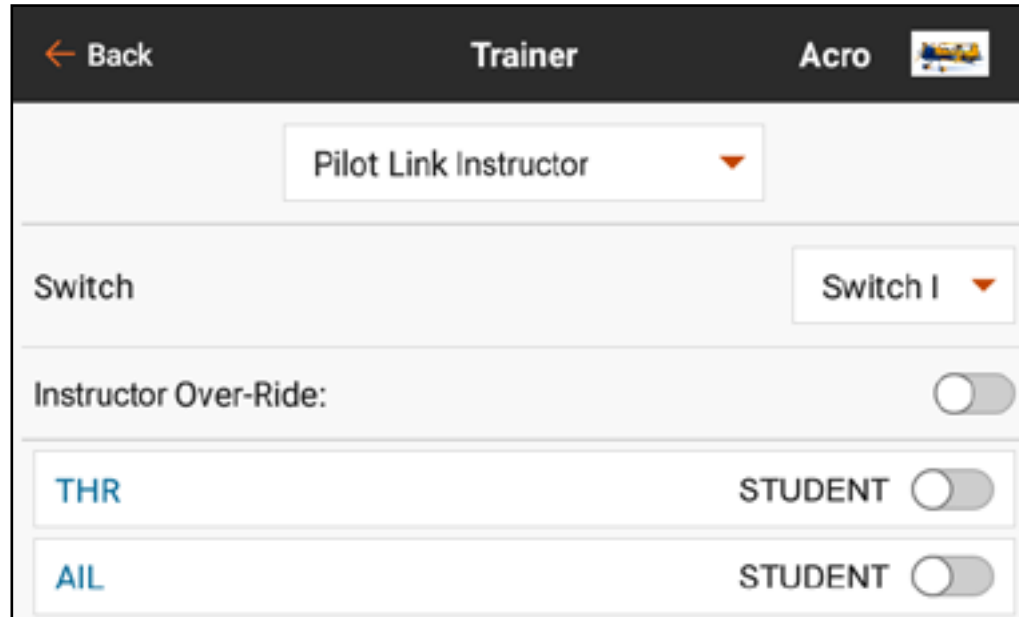 Back Trainer Acro
Pilot Link Instructor
Switch Switch I
Instructor Over-Ride:
THR STUDENT
AIL STUDENT